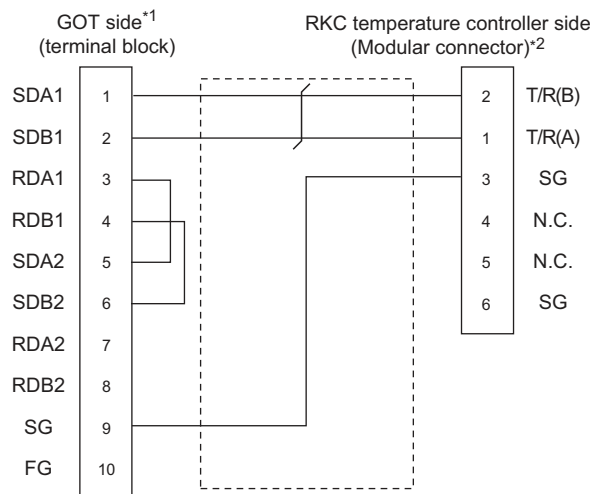 GOT side*1
(terminal block)
RKC temperature controller side
(Modular connector)*2
SDA1 1 2 T/R(B)
SDB1 2 1 T/R(A)
RDA1 3 3 SG
RDB1 4 4 N.C.
SDA2 5 5 N.C.
SDB2 6 6 SG
RDA2 7
RDB2 8
SG 9
FG 10